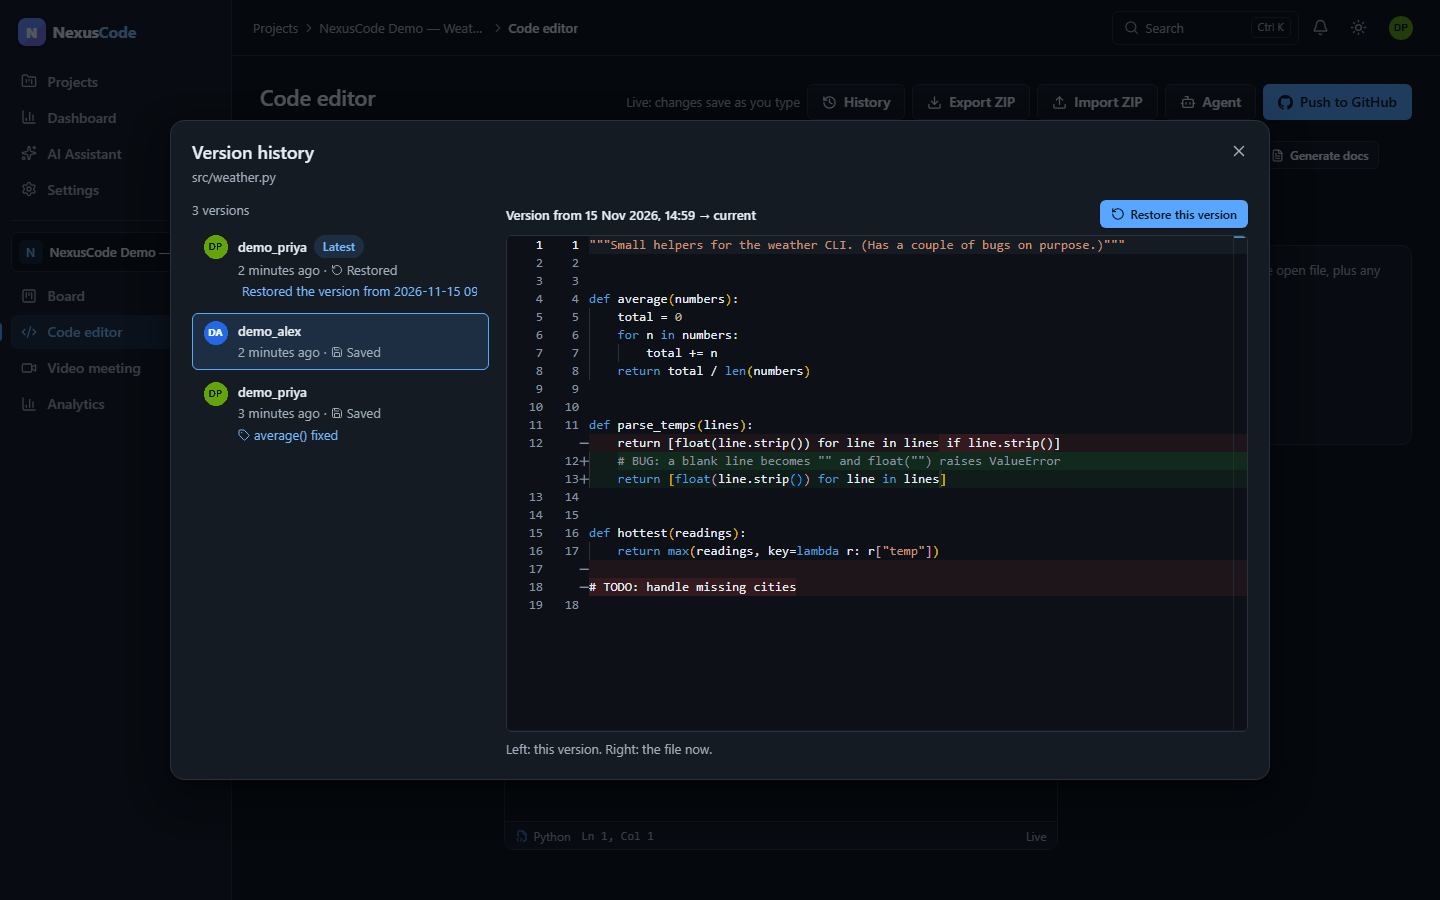 N NexusCode
Projects
Dashboard
AI Assistant
Settings
N NexusCode Demo —
Board
Code editor
Video meeting
Analytics
Projects > NexusCode Demo — Weat... > Code editor
Search Ctrl K
DP
Code editor
Live: changes save as you type
History
Export ZIP
Import ZIP
Agent
Push to GitHub
Generate docs
e open file, plus any
Version history
src/weather.py
3 versions
DP demo_priya Latest
2 minutes ago · Restored
Restored the version from 2026-11-15 09
DA demo_alex
2 minutes ago · Saved
DP demo_priya
3 minutes ago · Saved
average() fixed
Version from 15 Nov 2026, 14:59 → current
Restore this version
1 1 """Small helpers for the weather CLI. (Has a couple of bugs on purpose.)"""
2 2
3 3
4 4 def average(numbers):
5 5 total = 0
6 6 for n in numbers:
7 7 total += n
8 8 return total / len(numbers)
9 9
10 10
11 11 def parse_temps(lines):
12 — return [float(line.strip()) for line in lines if line.strip()]
12+ # BUG: a blank line becomes "" and float("") raises ValueError
13+ return [float(line.strip()) for line in lines]
13 14
14 15
15 16 def hottest(readings):
16 17 return max(readings, key=lambda r: r["temp"])
17 —
18 —# TODO: handle missing cities
19 18
Left: this version. Right: the file now.
Python Ln 1, Col 1
Live